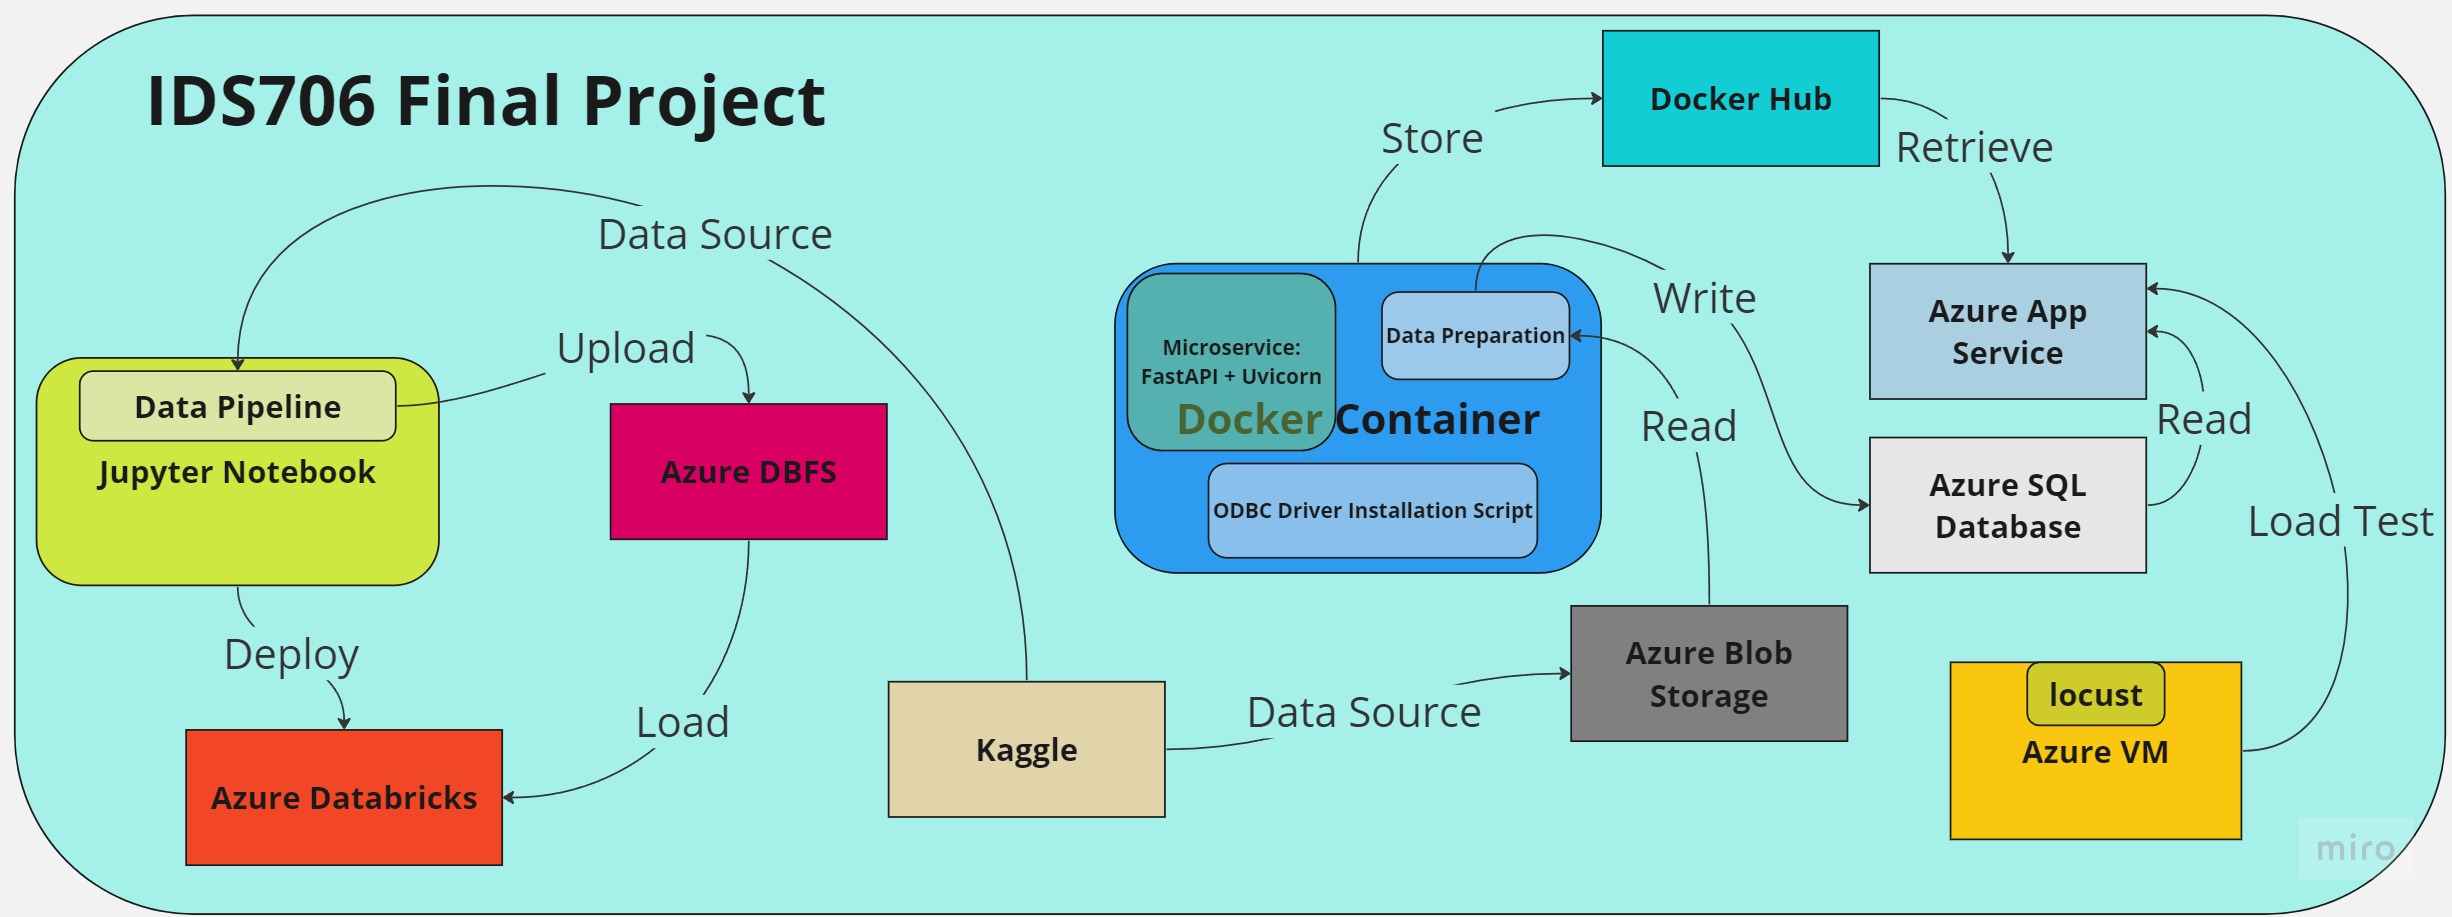 IDS706 Final Project
Docker Hub
Store
Retrieve
Data Source
Upload
Write
Azure App
Service
Microservice:
FastAPI + Uvicorn
Data Preparation
Docker Container
ODBC Driver Installation Script
Read
Read
Data Pipeline
Jupyter Notebook
Azure DBFS
Azure SQL
Database
Load Test
Deploy
Load
Azure Databricks
Kaggle
Data Source
Azure Blob
Storage
locust
Azure VM
miro